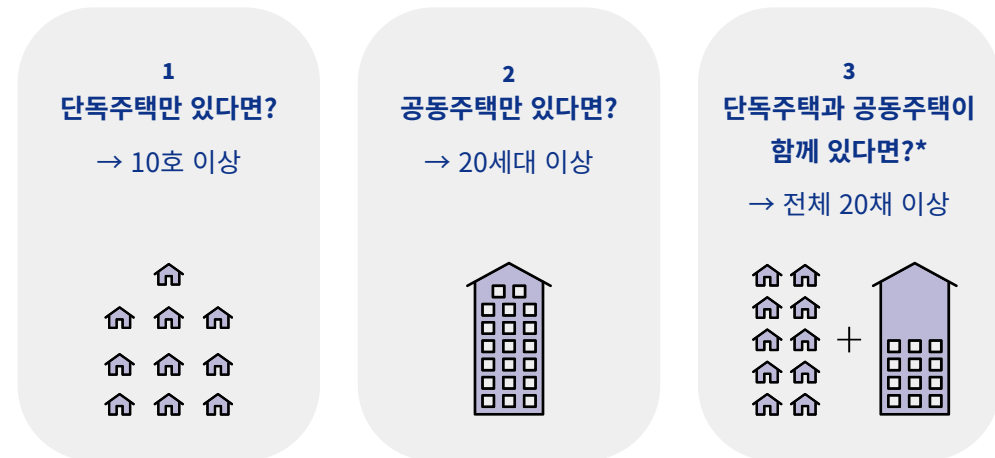 1
단독주택만 있다면?
→ 10호 이상
2
공동주택만 있다면?
→ 20세대 이상
3
단독주택과 공동주택이
함께 있다면?*
→ 전체 20채 이상
+